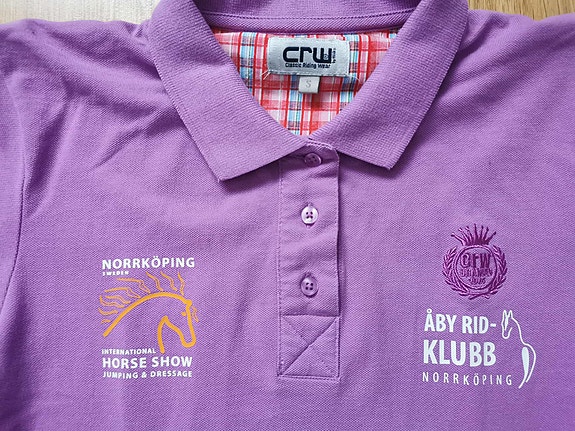 crw
Classic Riding Wear
S
NORRKÖPING
SWEDEN
INTERNATIONAL
HORSE SHOW
JUMPING & DRESSAGE
crw
ÅBY RID-
KLUBB
NORRKÖPING